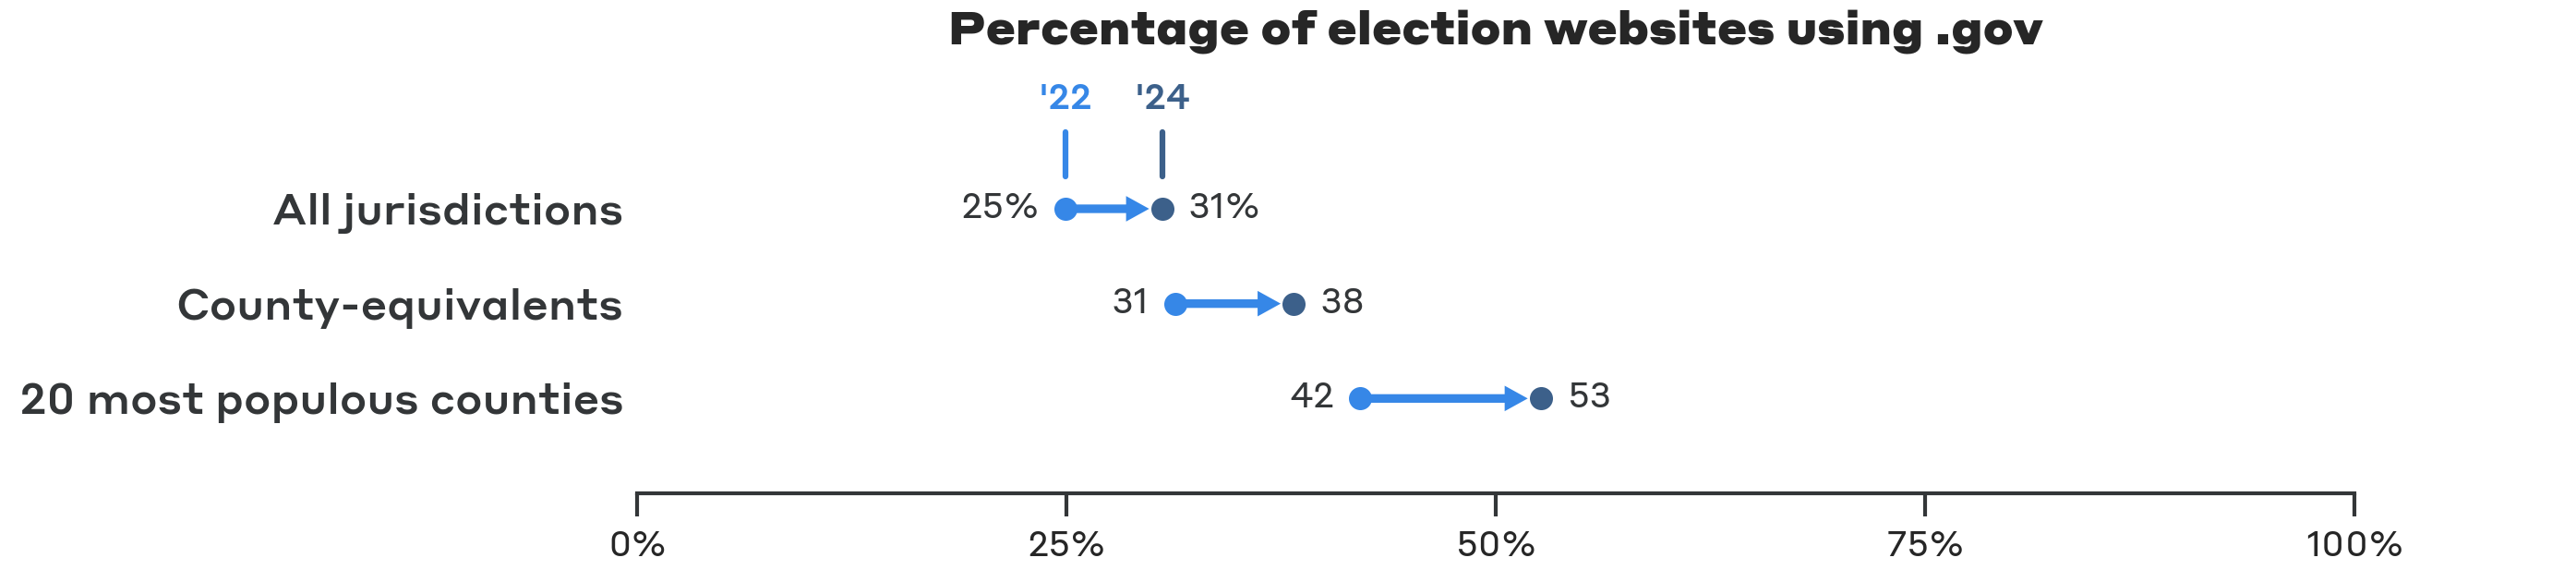 Percentage of election websites using .gov
'22 '24
All jurisdictions 25% 31%
County-equivalents 31 38
20 most populous counties 42 53
0% 25% 50% 75% 100%